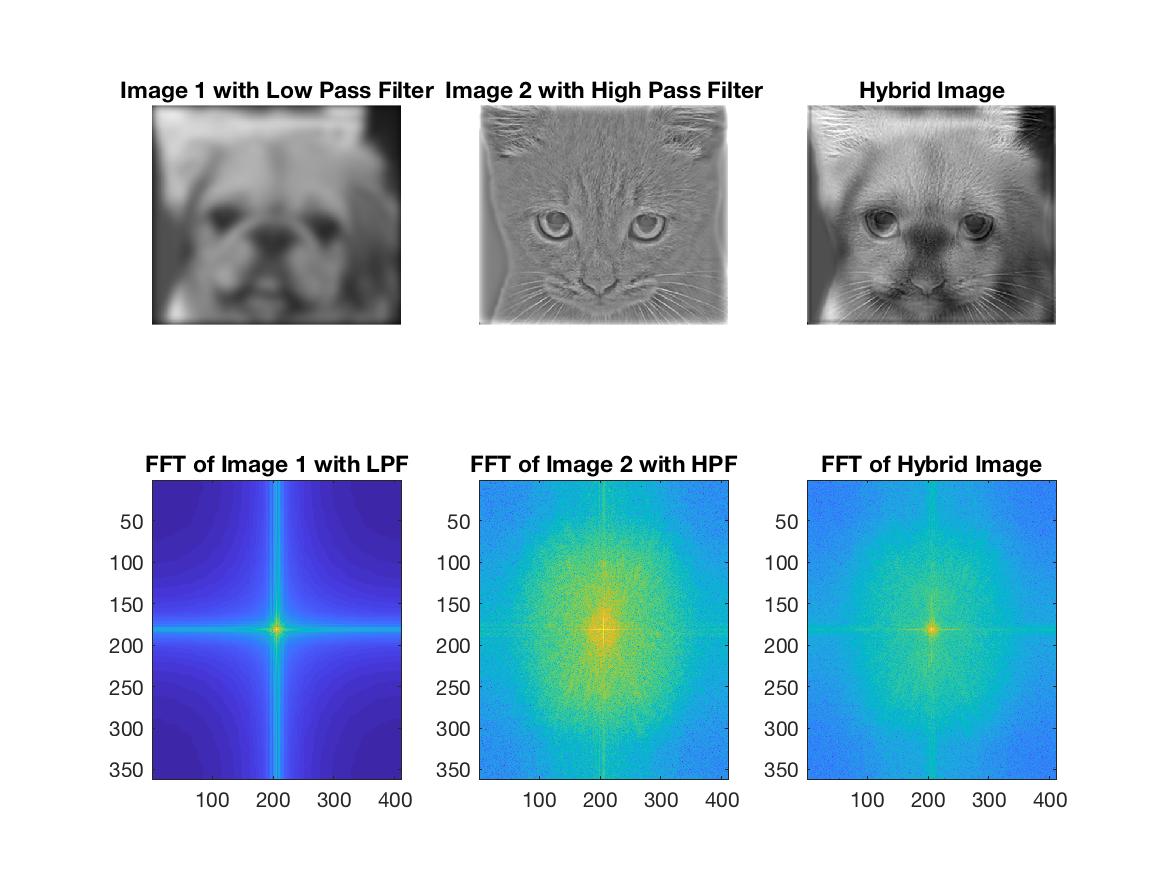 Image 1 with Low Pass Filter
Image 2 with High Pass Filter
Hybrid Image
FFT of Image 1 with LPF
50
100
150
200
250
300
350
100 200 300 400
FFT of Image 2 with HPF
50
100
150
200
250
300
350
100 200 300 400
FFT of Hybrid Image
50
100
150
200
250
300
350
100 200 300 400